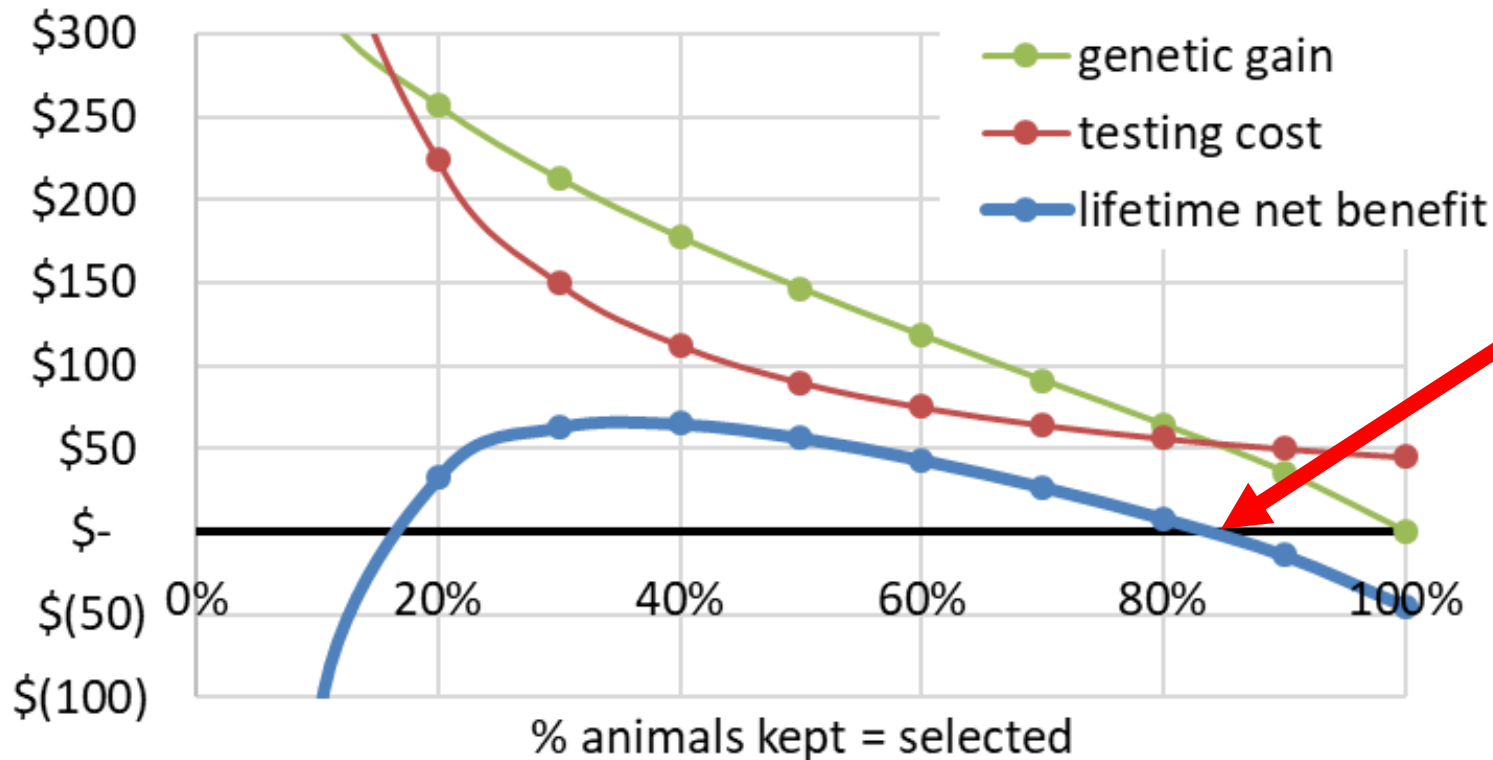 $300
$250
$200
$150
$100
$50
$-
$(50)
$(100)
genetic gain
testing cost
lifetime net benefit
0% 20% 40% 60% 80% 100%
% animals kept = selected